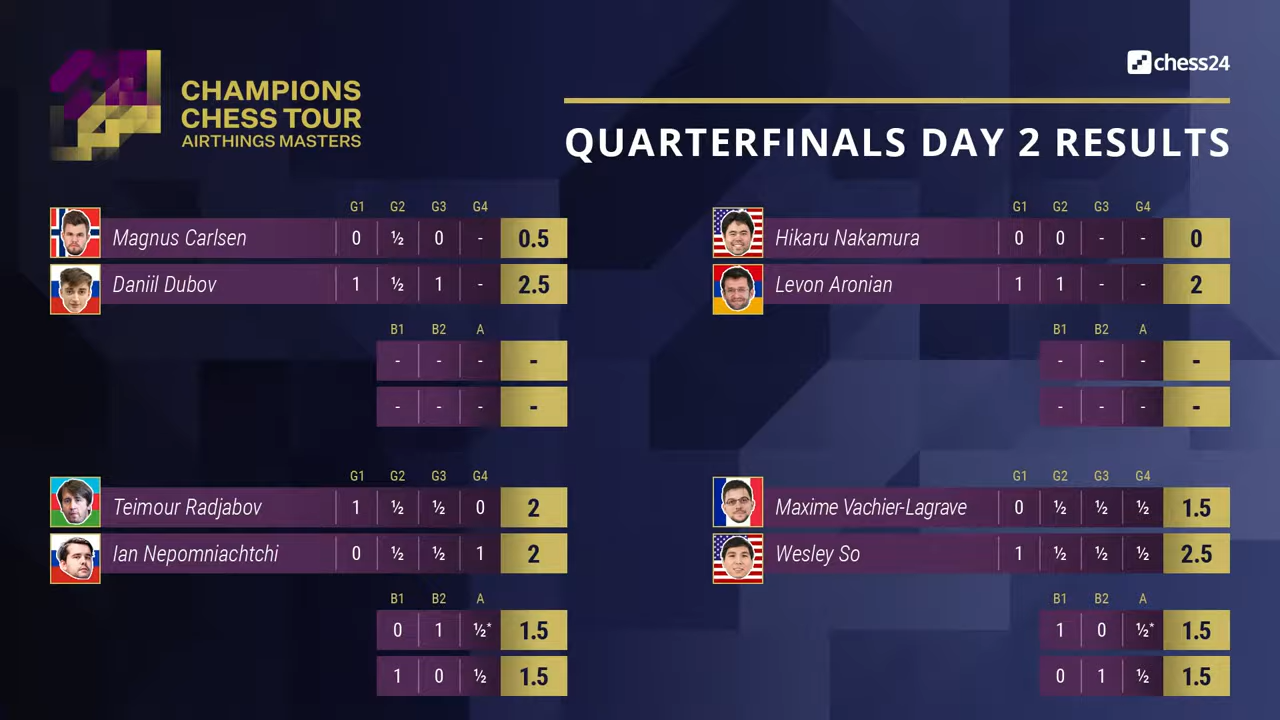 chess24
CHAMPIONS
CHESS TOUR
AIRTHINGS MASTERS
QUARTERFINALS DAY 2 RESULTS
G1 G2 G3 G4
Magnus Carlsen 0 ½ 0 - 0.5
Daniil Dubov 1 ½ 1 - 2.5
B1 B2 A
- - - -
- - - -
G1 G2 G3 G4
Hikaru Nakamura 0 0 - - 0
Levon Aronian 1 1 - - 2
B1 B2 A
- - - -
- - - -
G1 G2 G3 G4
Teimour Radjabov 1 ½ ½ 0 2
Ian Nepomniachtchi 0 ½ ½ 1 2
B1 B2 A
0 1 ½* 1.5
1 0 ½ 1.5
G1 G2 G3 G4
Maxime Vachier-Lagrave 0 ½ ½ ½ 1.5
Wesley So 1 ½ ½ ½ 2.5
B1 B2 A
1 0 ½* 1.5
0 1 ½ 1.5